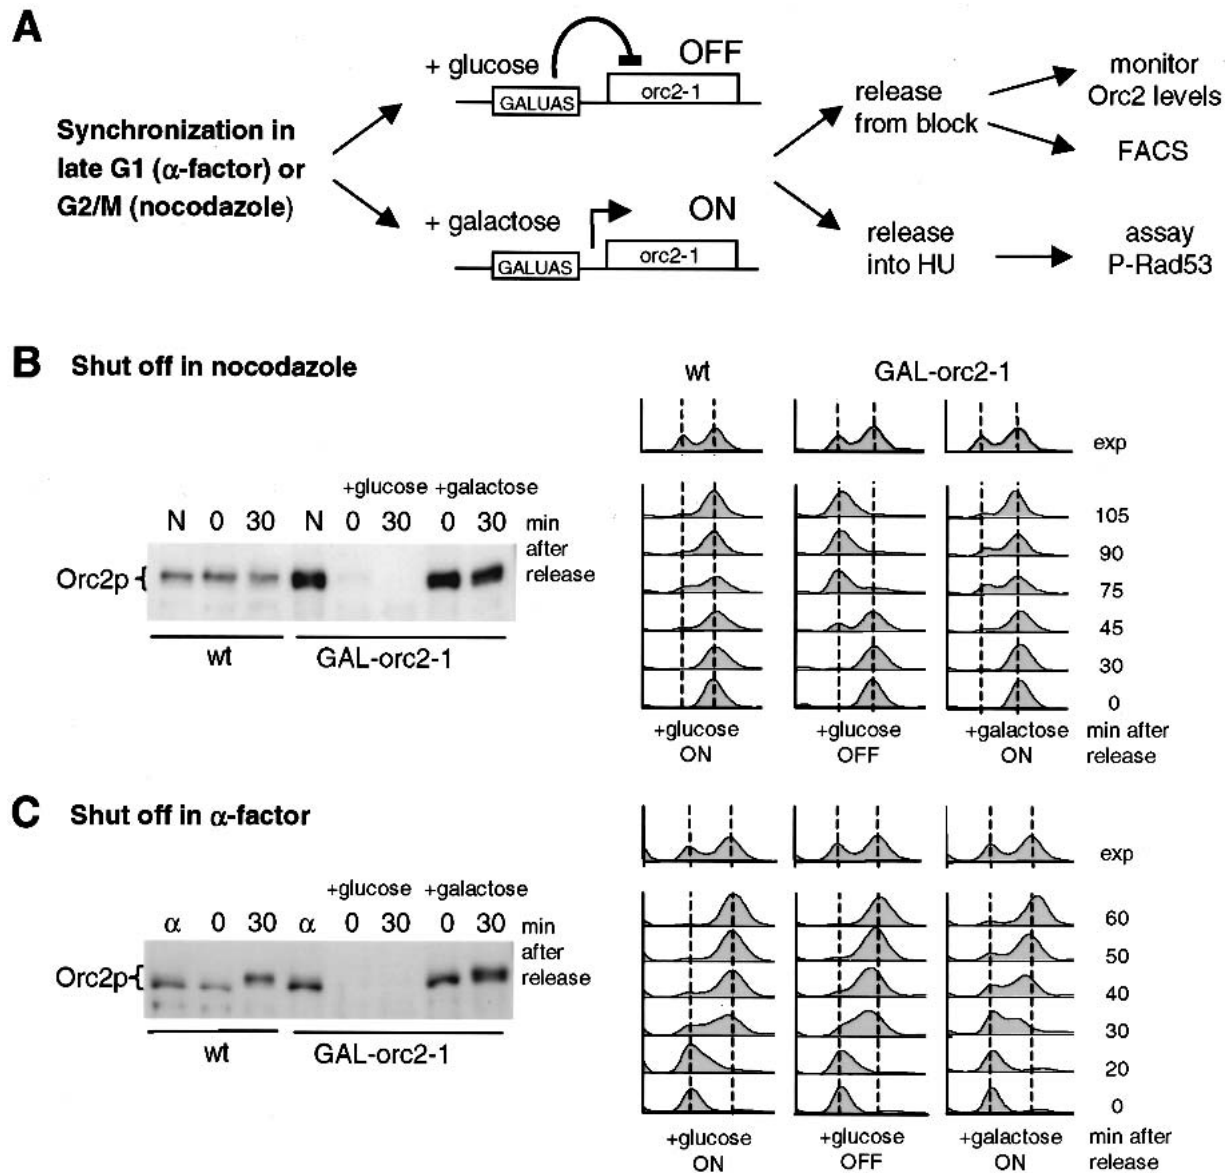 A
Synchronization in
late G1 (α-factor) or
G2/M (nocodazole)
+ glucose
OFF
GALUAS
orc2-1
+ galactose
ON
GALUAS
orc2-1
release
from block
monitor
Orc2 levels
FACS
release
into HU
assay
P-Rad53
B Shut off in nocodazole
+glucose +galactose
N 0 30 N 0 30 0 30 min
after
release
Orc2p
wt GAL-orc2-1
wt GAL-orc2-1
exp
105
90
75
45
30
0
+glucose +glucose +galactose min after
ON OFF ON release
C Shut off in α-factor
+glucose +galactose
α 0 30 α 0 30 0 30 min
after
release
Orc2p
wt GAL-orc2-1
exp
60
50
40
30
20
0
+glucose +glucose +galactose min after
ON OFF ON release